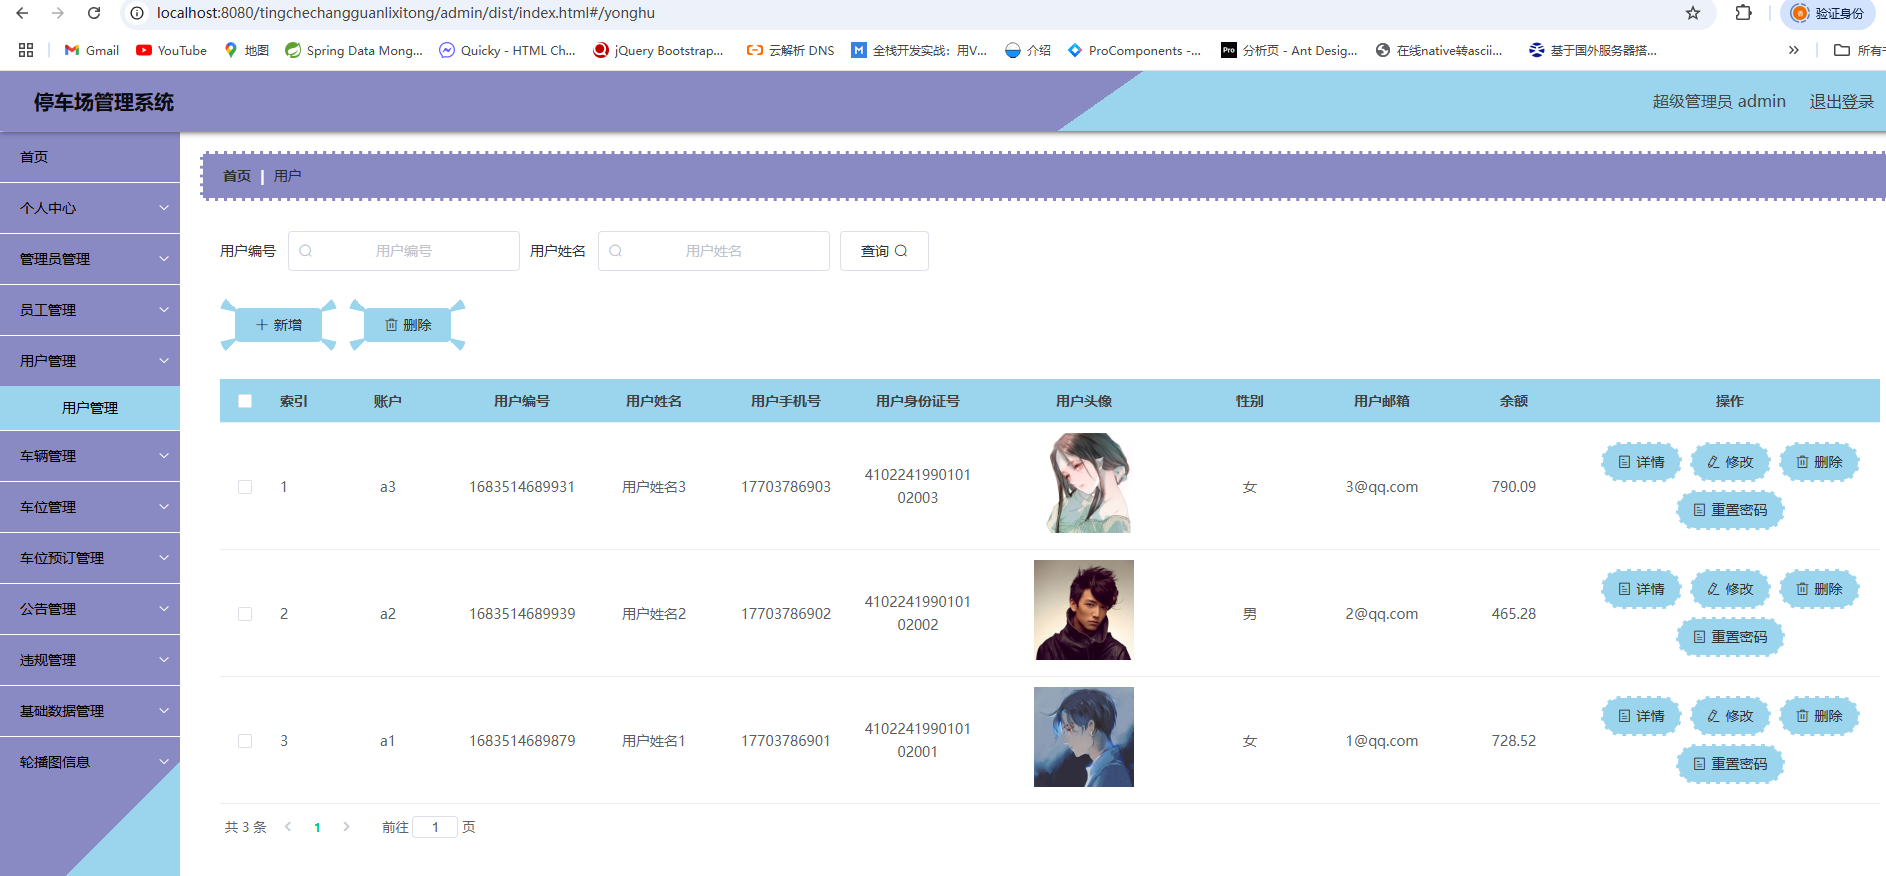 localhost:8080/tingchechangguanlixitong/admin/dist/index.html#/yonghu
验证身份
Gmail YouTube 地图 Spring Data Mong... Quicky - HTML Ch... jQuery Bootstrap... 云解析 DNS 全栈开发实战：用V... 介绍 ProComponents -... Pro 分析页 - Ant Desig... 在线native转ascii... 基于国外服务器搭... » 所有
停车场管理系统
超级管理员 admin 退出登录
首页
个人中心
管理员管理
员工管理
用户管理
用户管理
车辆管理
车位管理
车位预订管理
公告管理
违规管理
基础数据管理
轮播图信息
首页 | 用户
用户编号 用户编号 用户姓名 用户姓名 查询
新增 删除
索引 账户 用户编号 用户姓名 用户手机号 用户身份证号 用户头像 性别 用户邮箱 余额 操作
1 a3 1683514689931 用户姓名3 17703786903 4102241990101
02003 女 3@qq.com 790.09 详情 修改 删除
重置密码
2 a2 1683514689939 用户姓名2 17703786902 4102241990101
02002 男 2@qq.com 465.28 详情 修改 删除
重置密码
3 a1 1683514689879 用户姓名1 17703786901 4102241990101
02001 女 1@qq.com 728.52 详情 修改 删除
重置密码
共 3 条 1 前往 1 页